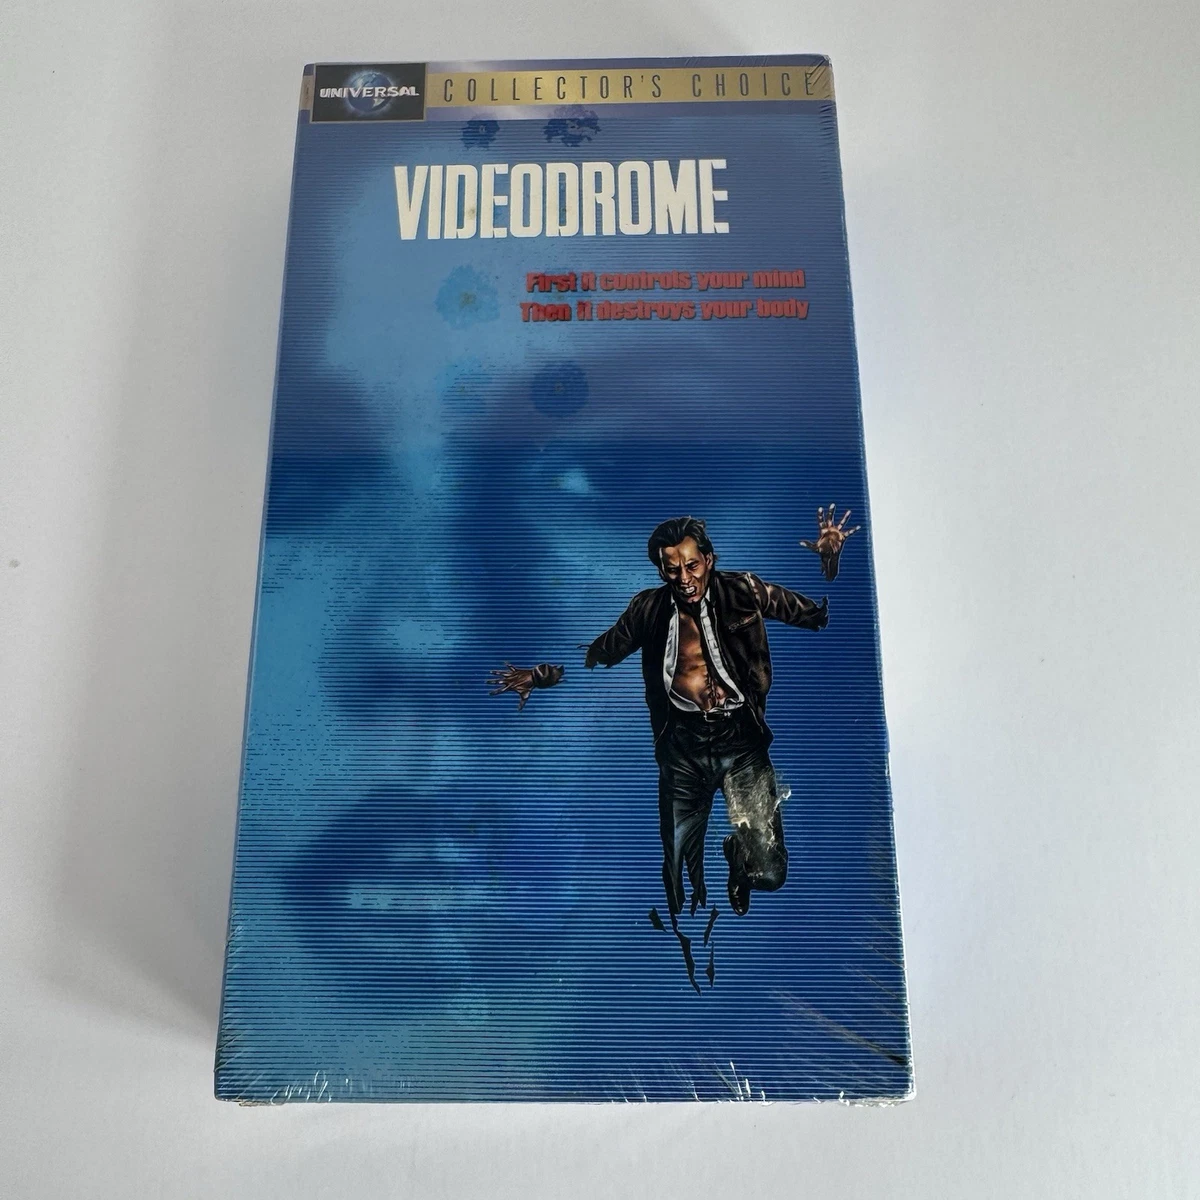 UNIVERSAL
COLLECTOR'S CHOICE
VIDEODROME
First it controls your mind
Then it destroys your body